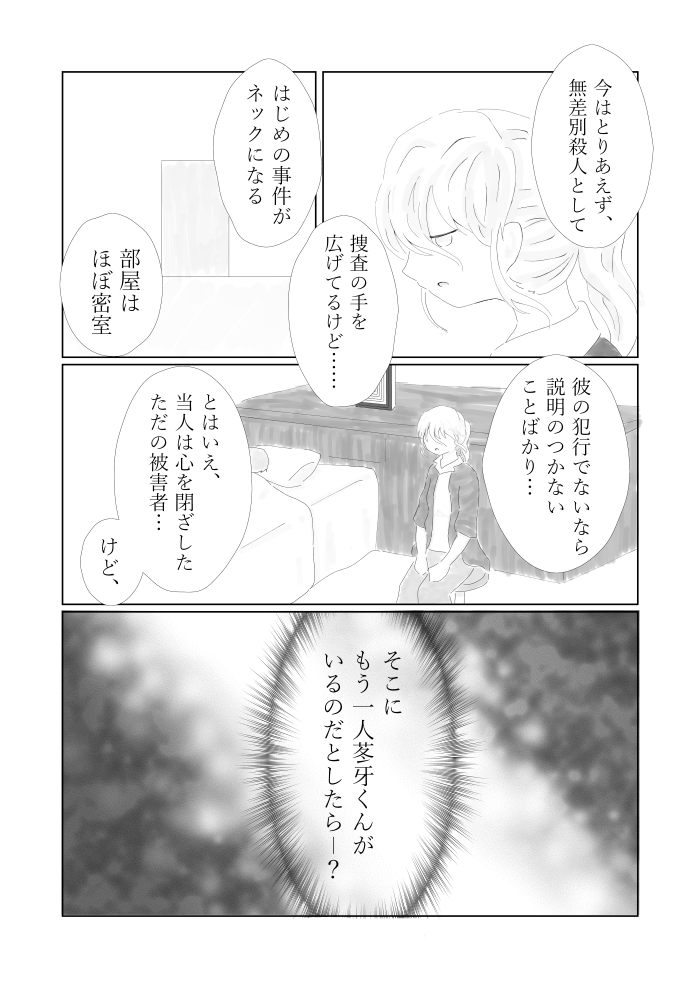 今はとりあえず、
無差別殺人として
捜査の手を
広げてるけど……
はじめの事件が
ネックになる
部屋は
ほぼ密室
彼の犯行でないなら
説明のつかない
ことばかり…
とはいえ、
当人は心を閉ざした
ただの被害者…
けど、
そこに
もう一人茎牙くんが
いるのだとしたら―?